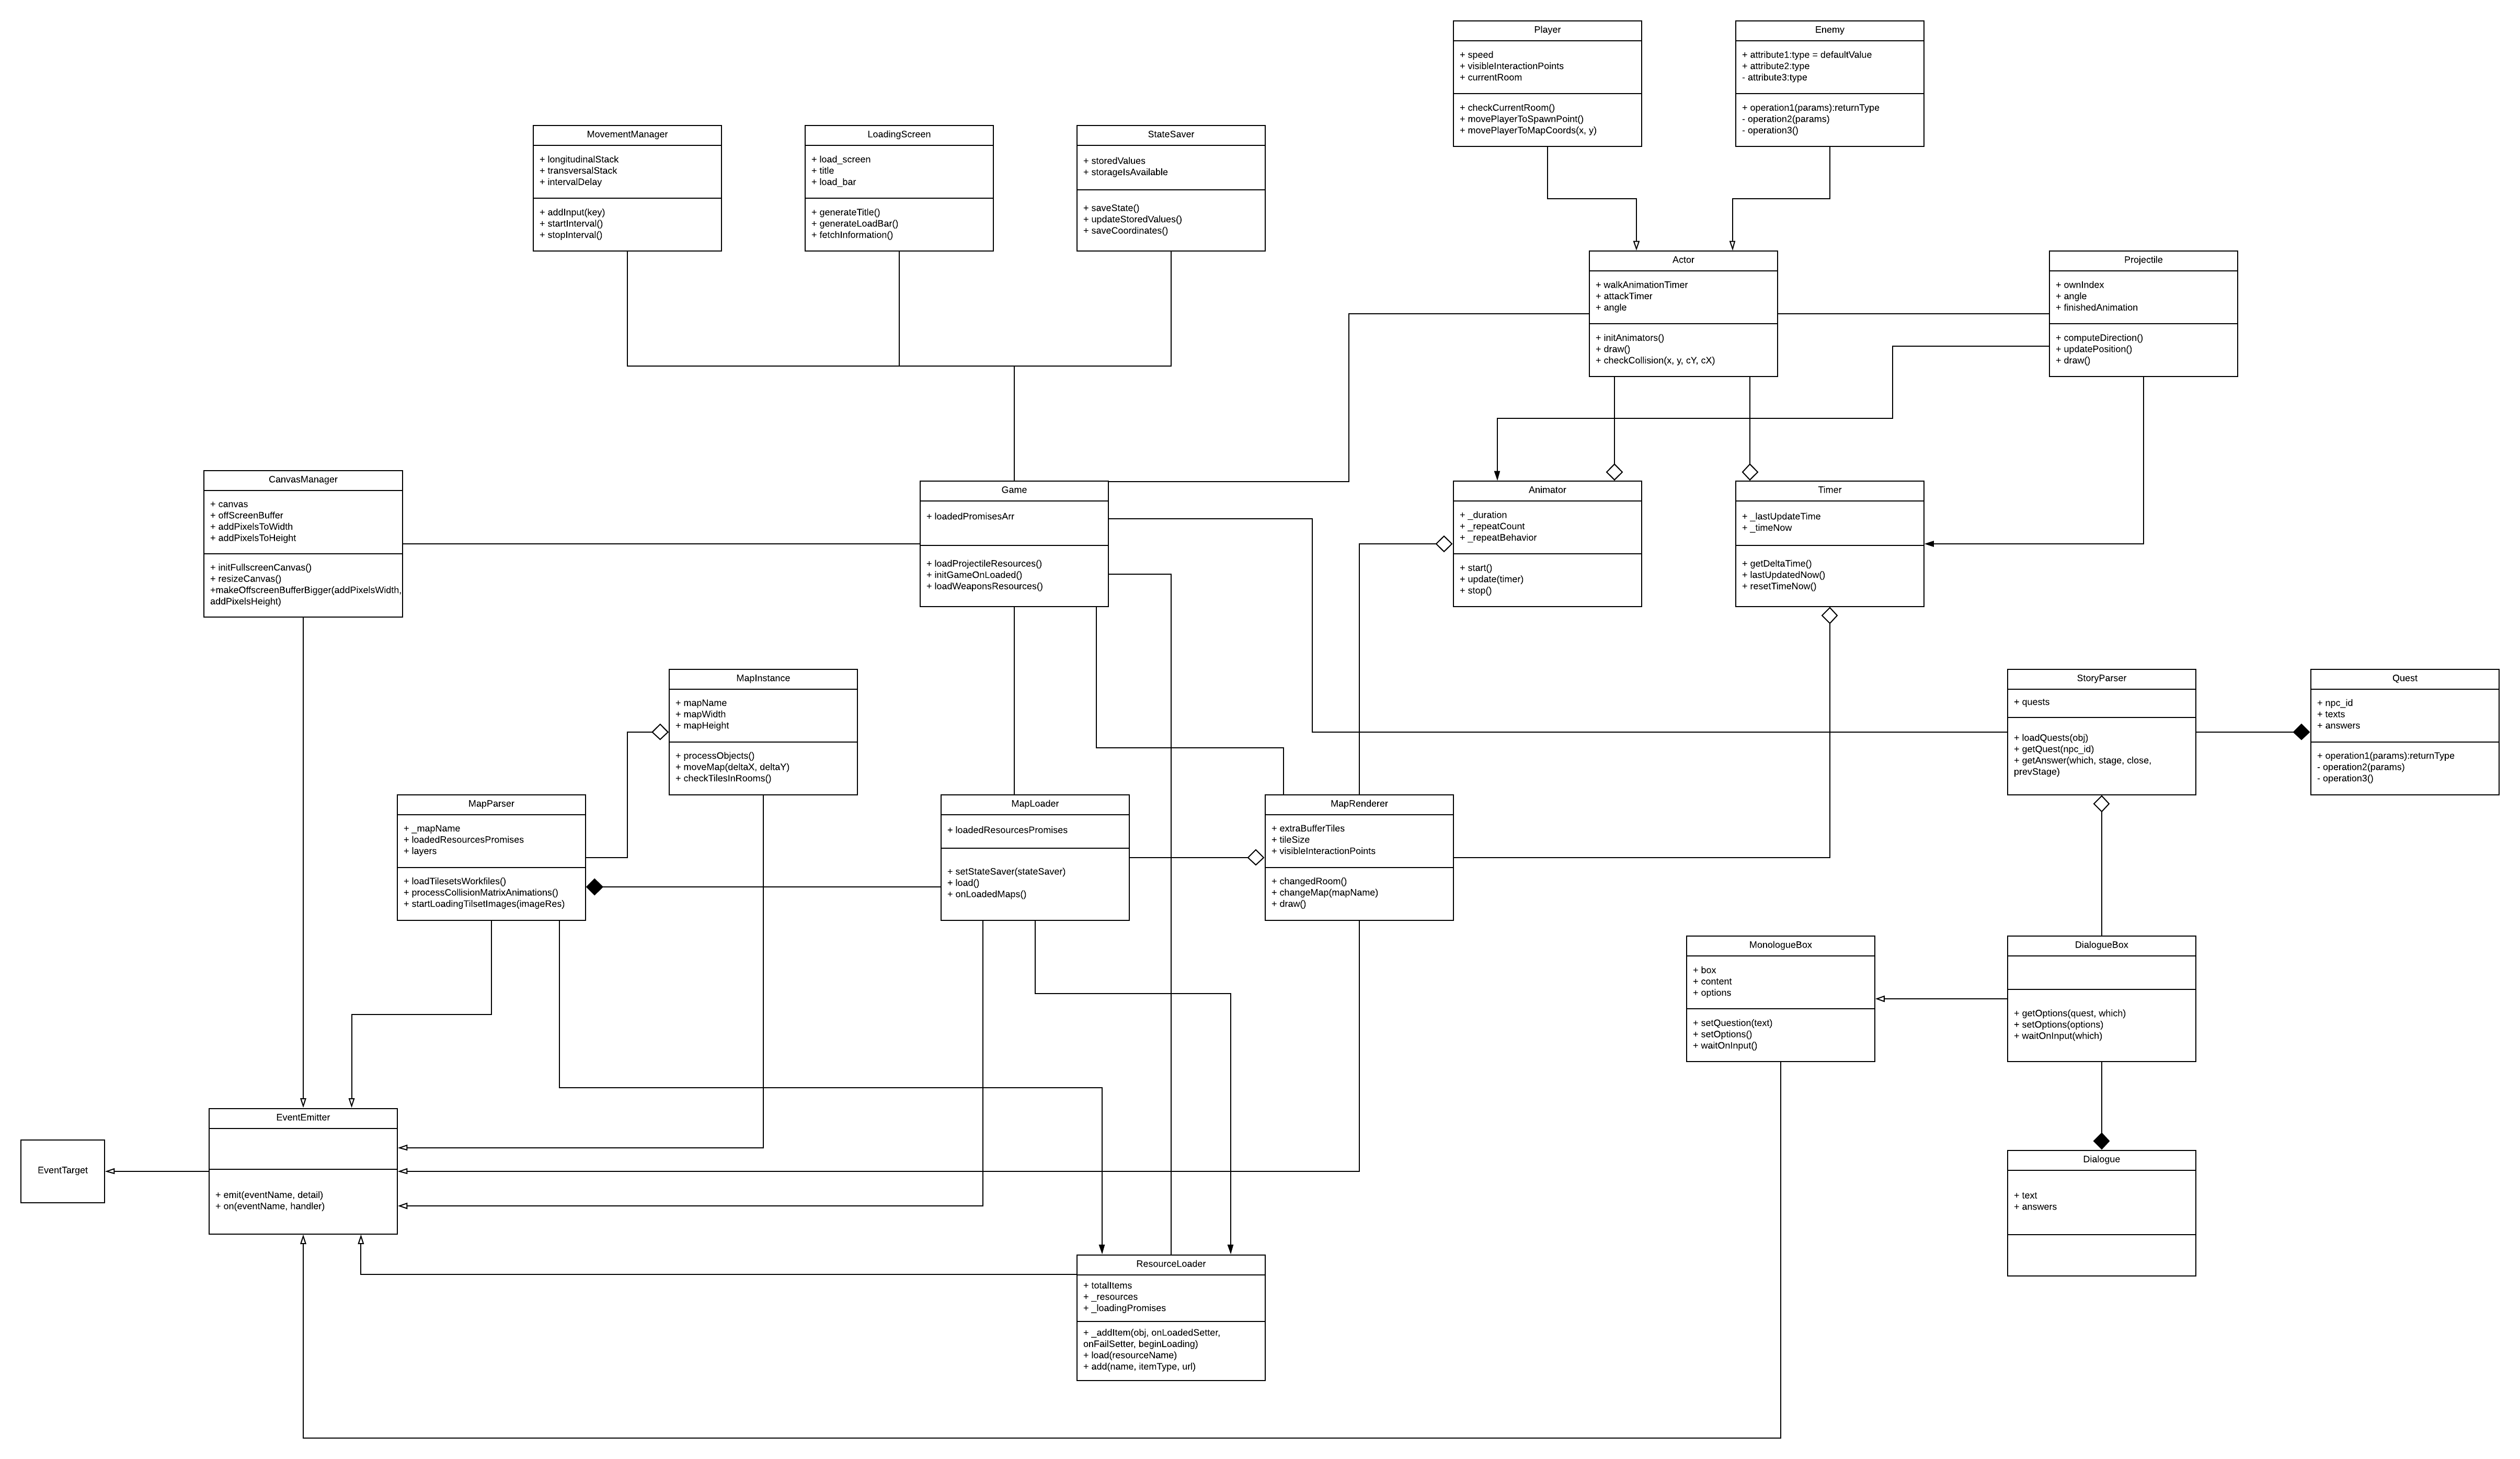 Player
+ speed
+ visibleInteractionPoints
+ currentRoom
+ checkCurrentRoom()
+ movePlayerToSpawnPoint()
+ movePlayerToMapCoords(x, y)
Enemy
+ attribute1:type = defaultValue
+ attribute2:type
- attribute3:type
+ operation1(params):returnType
- operation2(params)
- operation3()
MovementManager
+ longitudinalStack
+ transversalStack
+ intervalDelay
+ addInput(key)
+ startInterval()
+ stopInterval()
LoadingScreen
+ load_screen
+ title
+ load_bar
+ generateTitle()
+ generateLoadBar()
+ fetchInformation()
StateSaver
+ storedValues
+ storageIsAvailable
+ saveState()
+ updateStoredValues()
+ saveCoordinates()
Actor
+ walkAnimationTimer
+ attackTimer
+ angle
+ initAnimators()
+ draw()
+ checkCollision(x, y, cY, cX)
Projectile
+ ownIndex
+ angle
+ finishedAnimation
+ computeDirection()
+ updatePosition()
+ draw()
CanvasManager
+ canvas
+ offScreenBuffer
+ addPixelsToWidth
+ addPixelsToHeight
+ initFullscreenCanvas()
+ resizeCanvas()
+makeOffscreenBufferBigger(addPixelsWidth,
addPixelsHeight)
Game
+ loadedPromisesArr
+ loadProjectileResources()
+ initGameOnLoaded()
+ loadWeaponsResources()
Animator
+ _duration
+ _repeatCount
+ _repeatBehavior
+ start()
+ update(timer)
+ stop()
Timer
+ _lastUpdateTime
+ _timeNow
+ getDeltaTime()
+ lastUpdatedNow()
+ resetTimeNow()
MapInstance
+ mapName
+ mapWidth
+ mapHeight
+ processObjects()
+ moveMap(deltaX, deltaY)
+ checkTilesInRooms()
StoryParser
+ quests
+ loadQuests(obj)
+ getQuest(npc_id)
+ getAnswer(which, stage, close,
prevStage)
Quest
+ npc_id
+ texts
+ answers
+ operation1(params):returnType
- operation2(params)
- operation3()
MapParser
+ _mapName
+ loadedResourcesPromises
+ layers
+ loadTilesetsWorkfiles()
+ processCollisionMatrixAnimations()
+ startLoadingTilsetImages(imageRes)
MapLoader
+ loadedResourcesPromises
+ setStateSaver(stateSaver)
+ load()
+ onLoadedMaps()
MapRenderer
+ extraBufferTiles
+ tileSize
+ visibleInteractionPoints
+ changedRoom()
+ changeMap(mapName)
+ draw()
MonologueBox
+ box
+ content
+ options
+ setQuestion(text)
+ setOptions()
+ waitOnInput()
DialogueBox
+ getOptions(quest, which)
+ setOptions(options)
+ waitOnInput(which)
EventTarget
EventEmitter
+ emit(eventName, detail)
+ on(eventName, handler)
Dialogue
+ text
+ answers
ResourceLoader
+ totalItems
+ _resources
+ _loadingPromises
+ _addItem(obj, onLoadedSetter,
onFailSetter, beginLoading)
+ load(resourceName)
+ add(name, itemType, url)